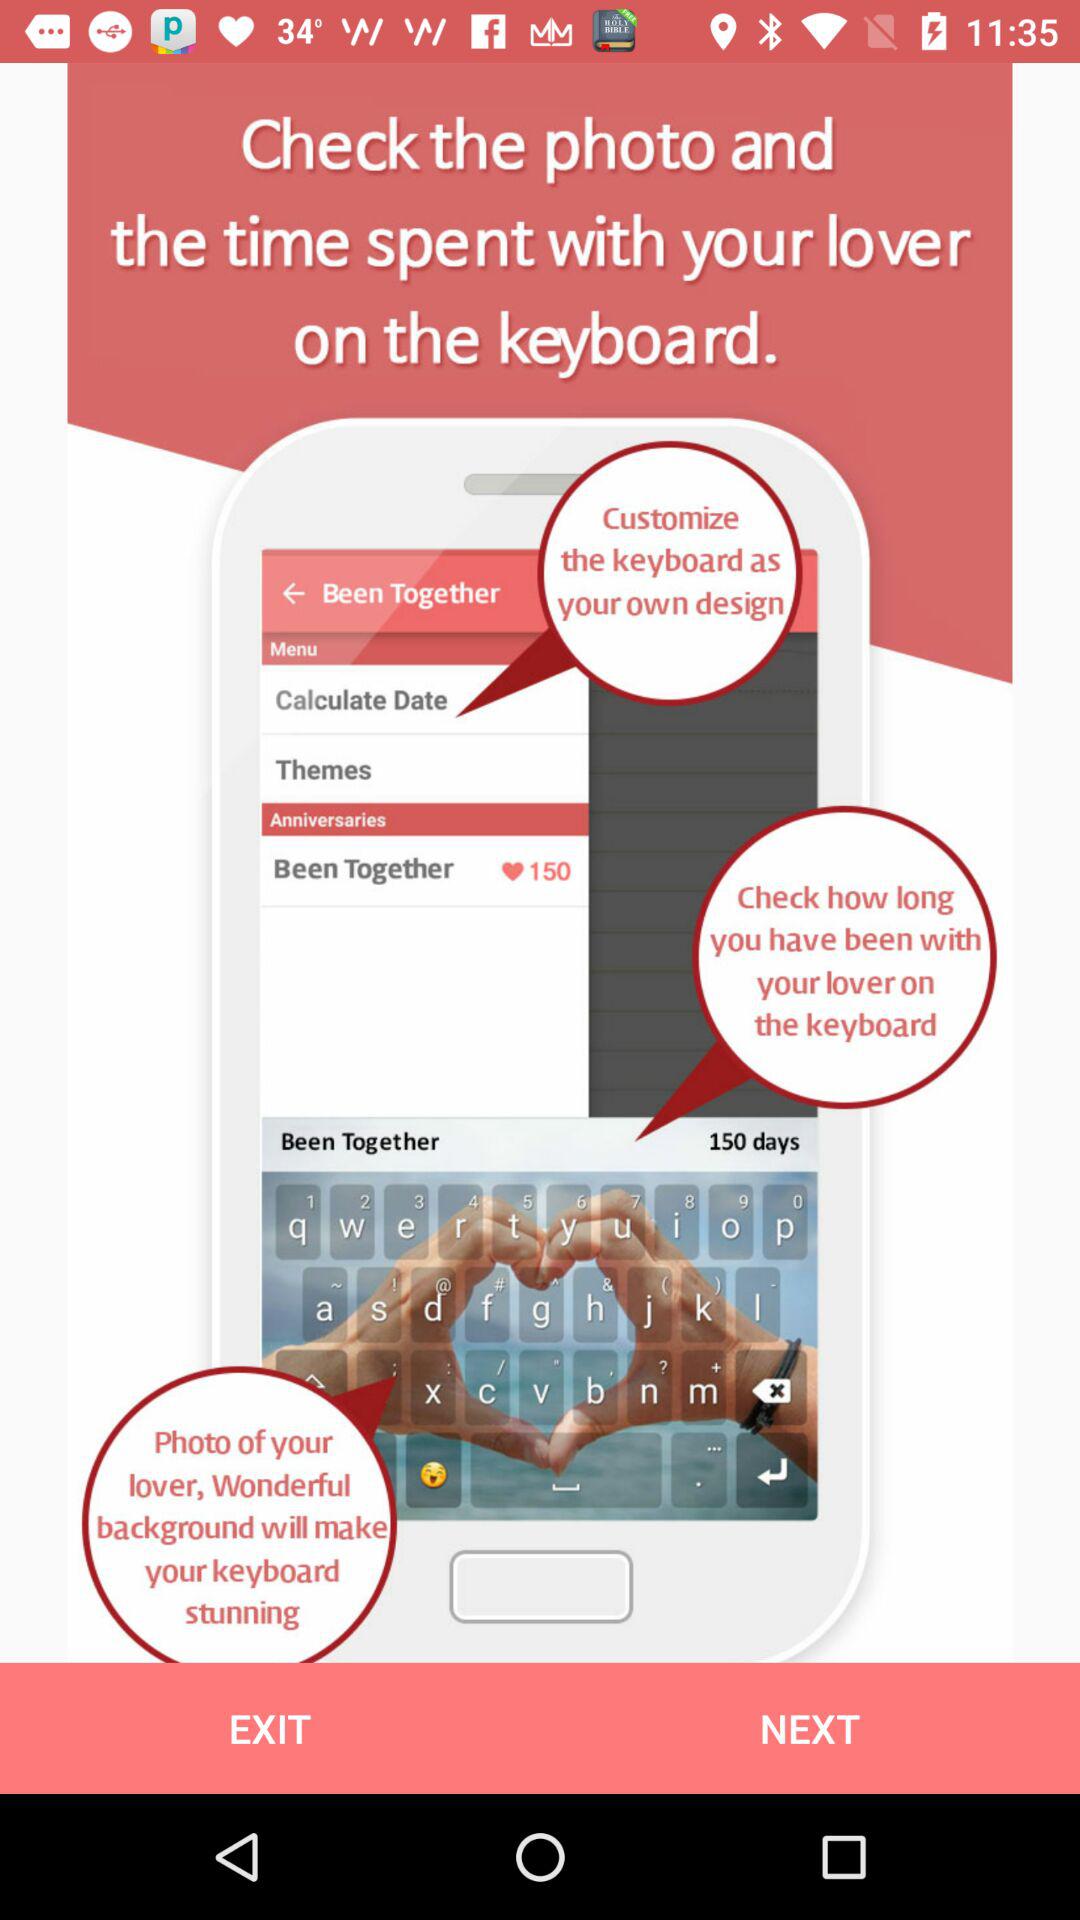 34°
HOLY
BIBLE
11:35
Check the photo and
the time spent with your lover
on the keyboard.
Customize
the keyboard as
your own design
Been Together
Menu
Calculate Date
Themes
Anniversaries
Been Together 150
Check how long
you have been with
your lover on
the keyboard
Been Together 150 days
1 2 3 4 5 6 7 8 9 0
q w e r t y u i o p
~ ! @ # ^ & ( ) -
a s d f g h j k l
; : / " ' ? +
x c v b n m
...
.
Photo of your
lover, Wonderful
background will make
your keyboard
stunning
EXIT NEXT